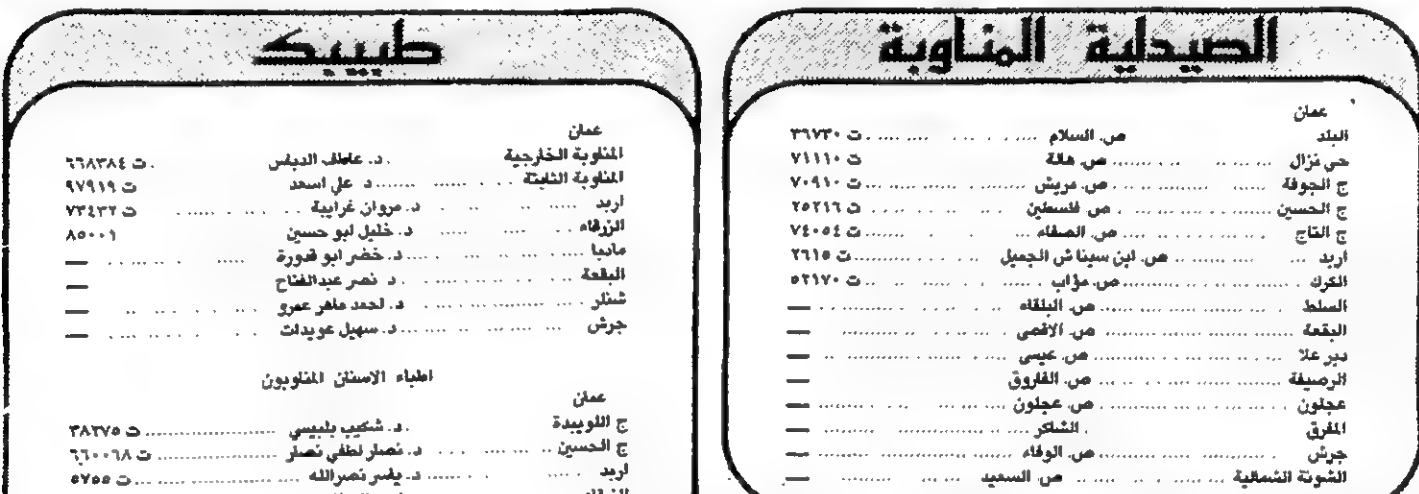 الصيدلية المناوبة
عمان
البلد ص. السلام ت ٣٦٧٣٠
حي نزال ص. هالة ت ٧١١١٠
ج الجوفة ص. مريش ت ٧٠٩١٠
ج الحسين ص. فلسطين ت ٢٥٢١٦
ج التاج ص. الصفاء ت ٧٤٠٥٤
اربد ص. ابن سينا ش الجميل ت ٢٦١٥
الكرك ص. مؤاب ت ٥٢١٧٠
السلط ص. البلقاء —
البقعة ص. الاقصى —
دير علا ص. عيسى —
الرصيفة ص. الفاروق —
عجلون ص. عجلون —
المفرق الشاكر —
جرش ص. الوفاء —
الشونة الشمالية ص. السعيد —
طبيبك
عمان
المناوبة الخارجية د. عاطف الدباس ت ٦٦٨٣٨٤
المناوبة الثابتة د علي اسعد ت ٩٧٩١٩
اربد د. مروان غرايبة ت ٧٣٤٣٢
الزرقاء د. خليل ابو حسين ٨٥٠٠١
مادبا د. خضر ابو قدورة —
البقعة د نصر عبدالفتاح —
شنلر د. احمد ماهر عمرو —
جرش د. سهيل عويدات —
اطباء الاسنان المناوبون
عمان
ج اللويبدة د. شكيب بلبيسي ت ٣٨٢٧٥
ج الحسين د. نصار لطفي نصار ت ٦٦٠٠٦٨
اربد د. ياسر نصرالله ت ٥٧٥٥